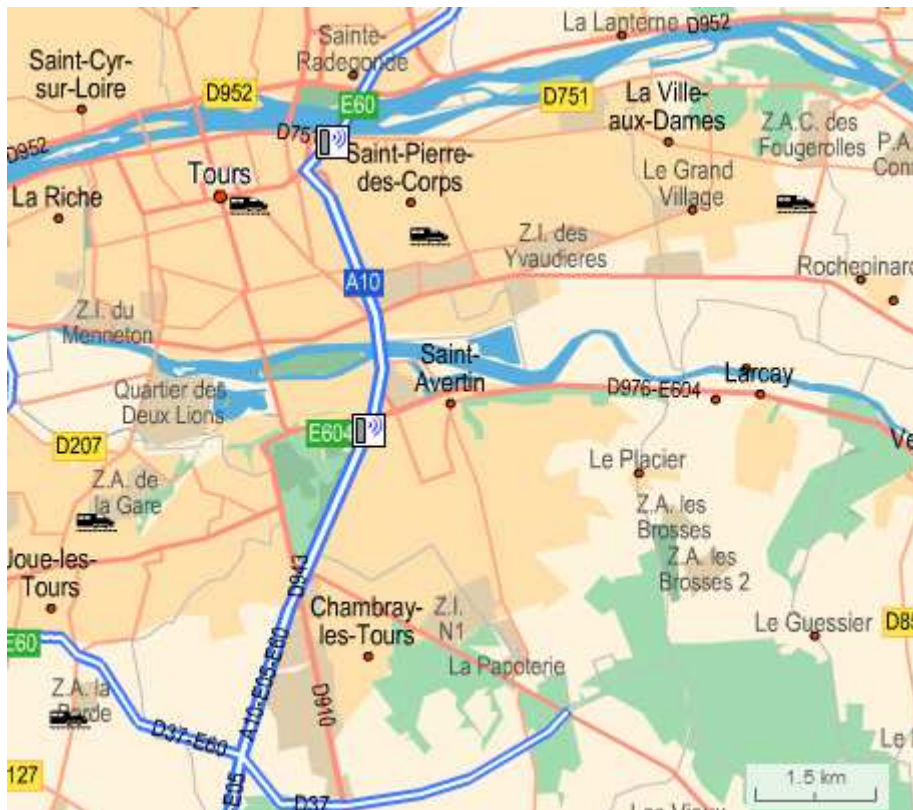 La Lanterne
D952
Sainte-
Radegonde
Saint-Cyr-
sur-Loire
D952
E60
D751
La Ville-
aux-Dames
Z.A.C. des
Fougerolles
P.A.
D952
D751
Saint-Pierre-
des-Corps
Tours
La Riche
Le Grand
Village
Z.I. des
Yvaudieres
Rochepinard
A10
Z.I. du
Menneton
Saint-
Avertin
Larcay
Quartier des
Deux Lions
D976-E604
E604
D207
Le Placier
Z.A. de
la Gare
Z.A. les
Brosses
Z.A. les
Brosses 2
Joue-les-
Tours
D943
Chambray-
les-Tours
Z.I.
N1
Le Guessier
D85
E60
La Papoterie
A10-E05-E60
Z.A. la
Borde
D910
D37-E60
Le
127
E05
D37
1.5 km